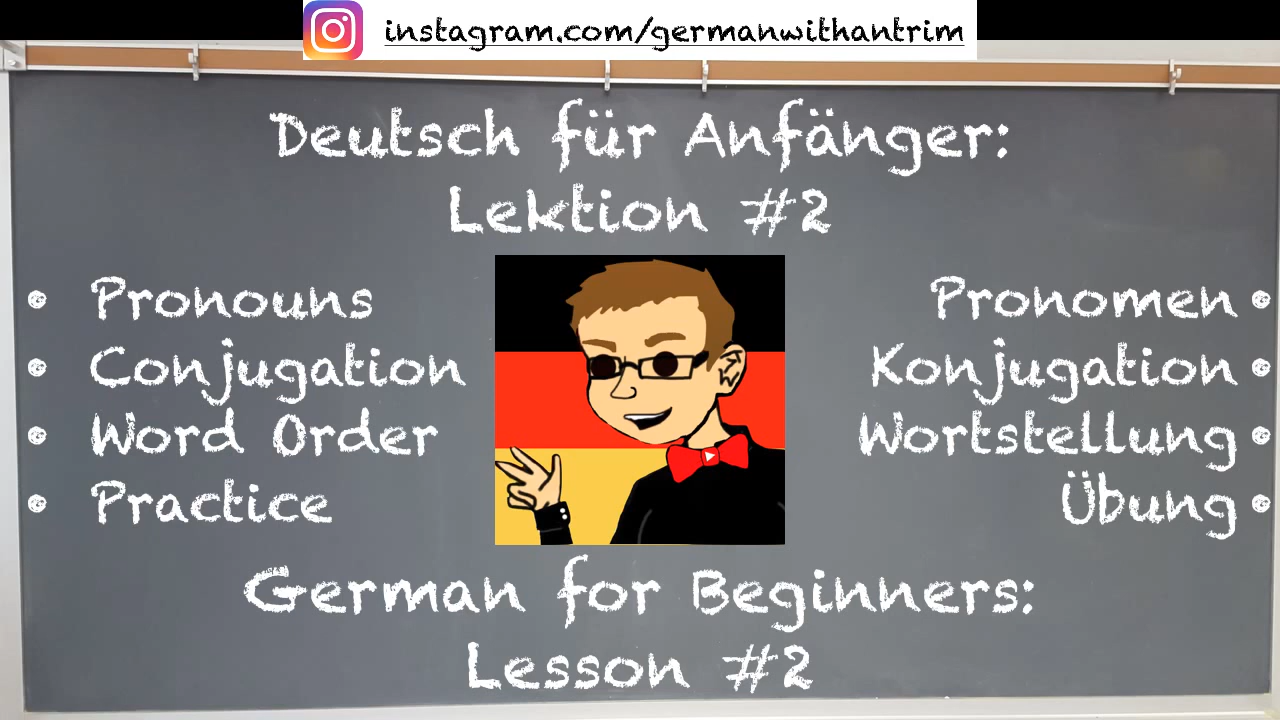 instagram.com/germanwithantrim
Deutsch für Anfänger:
Lektion #2
• Pronouns
• Conjugation
• Word Order
• Practice
Pronomen •
Konjugation •
Wortstellung •
Übung •
German for Beginners:
Lesson #2